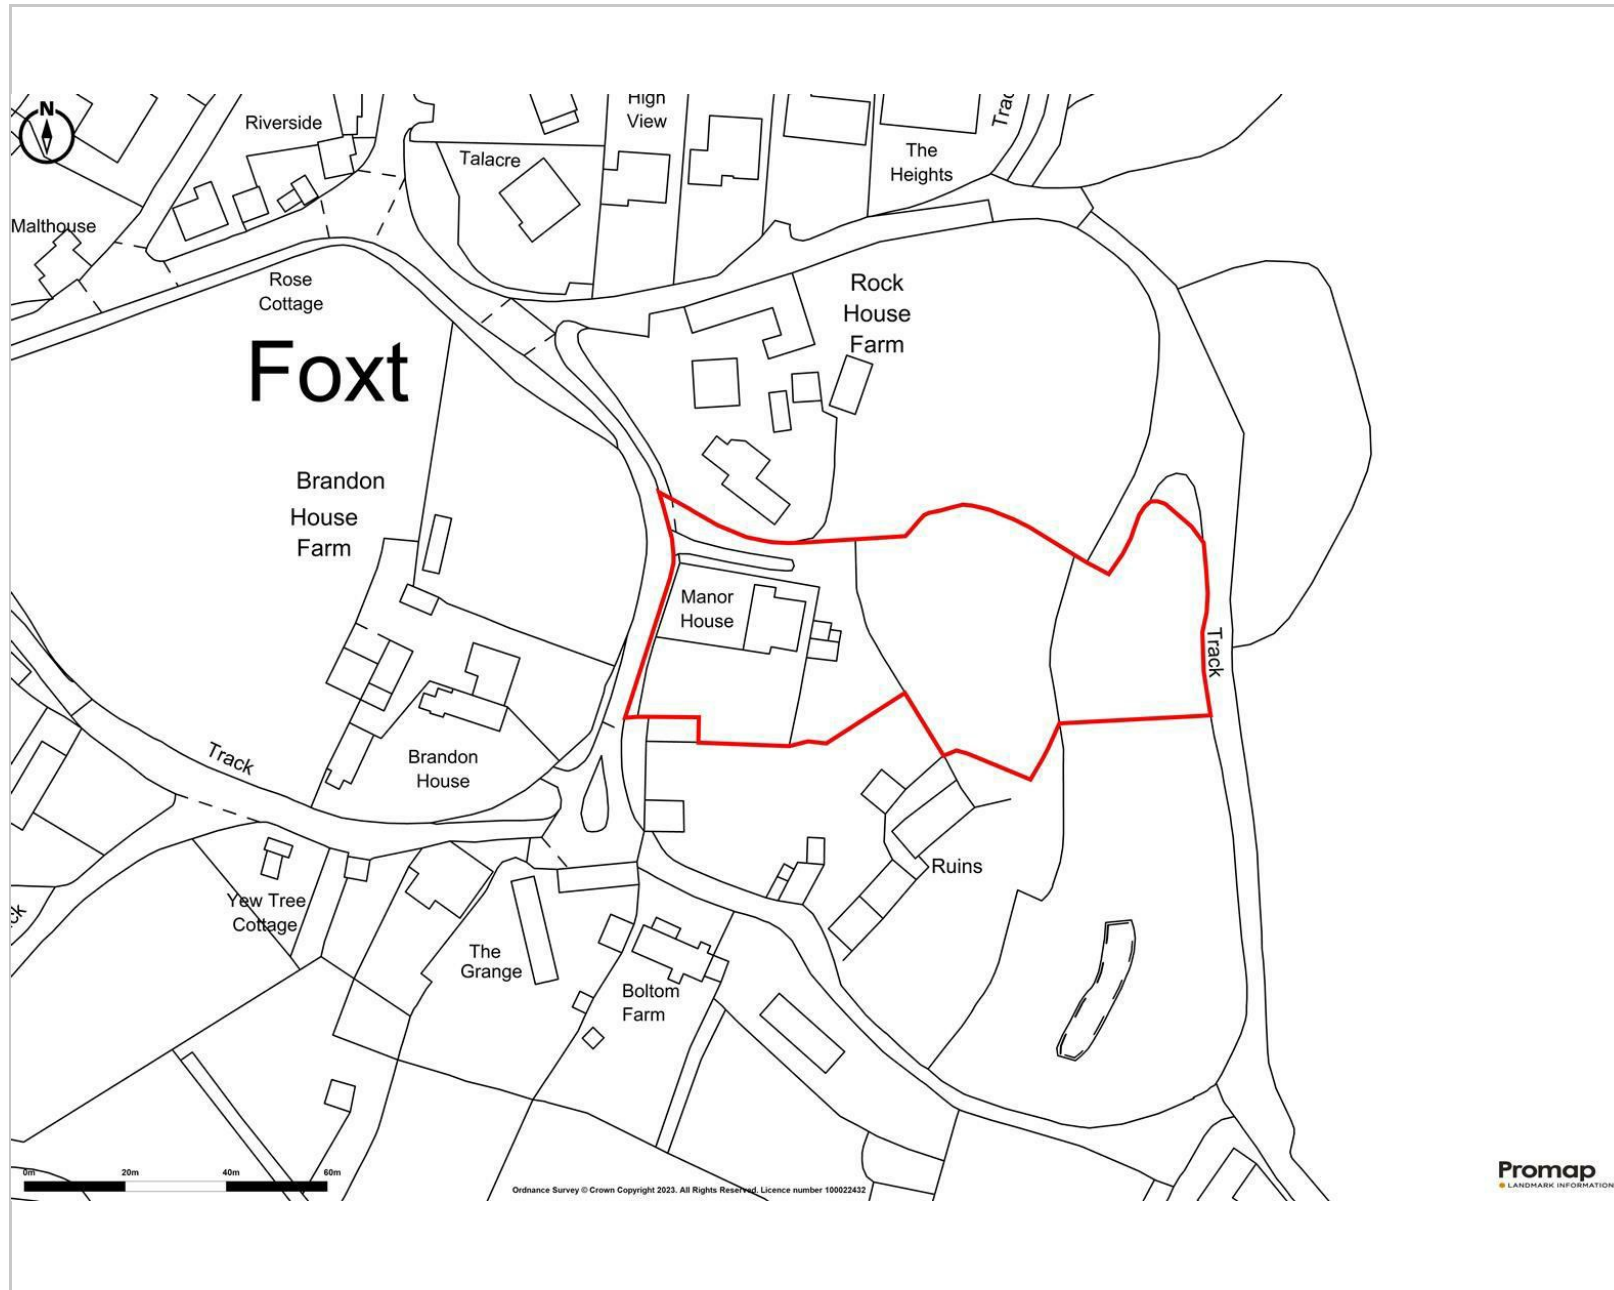 High
View
N
Riverside
Trac
Talacre
The
Heights
Malthouse
Rose
Cottage
Rock
House
Farm
Foxt
Brandon
House
Farm
Manor
House
Track
Track
Brandon
House
Ruins
Yew Tree
Cottage
ck
The
Grange
Boltom
Farm
0m 20m 40m 60m
Ordnance Survey © Crown Copyright 2023. All Rights Reserved. Licence number 100022432
Promap
LANDMARK INFORMATION